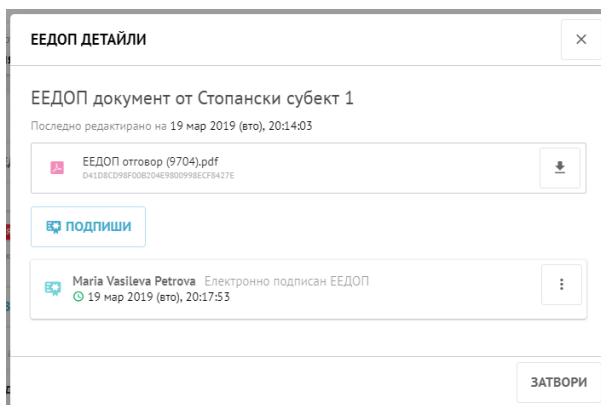 ЕЕДОП ДЕТАЙЛИ
ЕЕДОП документ от Стопански субект 1
Последно редактирано на 19 мар 2019 (вто), 20:14:03
ЕЕДОП отговор (9704).pdf
D41D8CD98F00B204E9800998ECF8427E
ПОДПИШИ
Maria Vasileva Petrova Електронно подписан ЕЕДОП
19 мар 2019 (вто), 20:17:53
ЗАТВОРИ